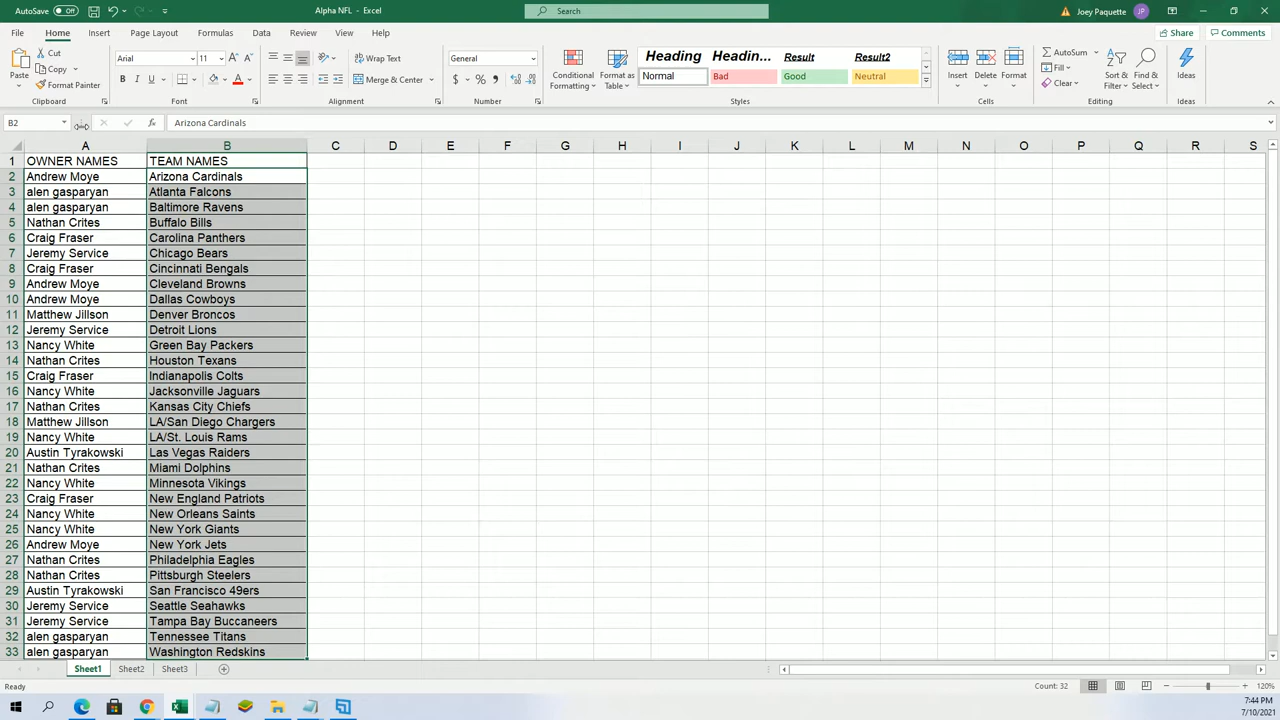 AutoSave Off Alpha NFL - Excel Search Joey Paquette JP
File Home Insert Page Layout Formulas Data Review View Help Share Comments
Paste Cut Copy Format Painter Clipboard
Arial 11 B I U A A A Font
ab Wrap Text Merge & Center Alignment
General $ % , Number
Conditional Formatting Format as Table
Heading Headin... Result Result2
Normal Bad Good Neutral
Styles
Insert Delete Format Cells
AutoSum Fill Clear Sort & Filter Find & Select Editing
Ideas Ideas
B2 fx Arizona Cardinals
A B C D E F G H I J K L M N O P Q R S
1 OWNER NAMES TEAM NAMES
2 Andrew Moye Arizona Cardinals
3 alen gasparyan Atlanta Falcons
4 alen gasparyan Baltimore Ravens
5 Nathan Crites Buffalo Bills
6 Craig Fraser Carolina Panthers
7 Jeremy Service Chicago Bears
8 Craig Fraser Cincinnati Bengals
9 Andrew Moye Cleveland Browns
10 Andrew Moye Dallas Cowboys
11 Matthew Jillson Denver Broncos
12 Jeremy Service Detroit Lions
13 Nancy White Green Bay Packers
14 Nathan Crites Houston Texans
15 Craig Fraser Indianapolis Colts
16 Nancy White Jacksonville Jaguars
17 Nathan Crites Kansas City Chiefs
18 Matthew Jillson LA/San Diego Chargers
19 Nancy White LA/St. Louis Rams
20 Austin Tyrakowski Las Vegas Raiders
21 Nathan Crites Miami Dolphins
22 Nancy White Minnesota Vikings
23 Craig Fraser New England Patriots
24 Nancy White New Orleans Saints
25 Nancy White New York Giants
26 Andrew Moye New York Jets
27 Nathan Crites Philadelphia Eagles
28 Nathan Crites Pittsburgh Steelers
29 Austin Tyrakowski San Francisco 49ers
30 Jeremy Service Seattle Seahawks
31 Jeremy Service Tampa Bay Buccaneers
32 alen gasparyan Tennessee Titans
33 alen gasparyan Washington Redskins
Sheet1 Sheet2 Sheet3
Ready Count: 32 120%
7:44 PM
7/10/2021